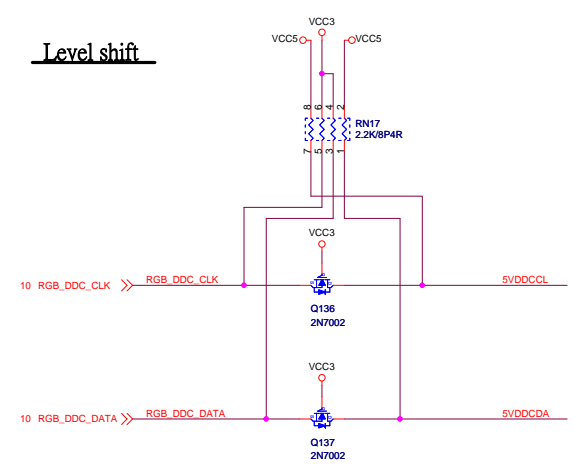 Level shift
VCC3
VCC5 VCC5
8 6 4 2
RN17
2.2K/8P4R
7 5 3 1
VCC3
10 RGB_DDC_CLK RGB_DDC_CLK 5VDDCCL
Q136
2N7002
VCC3
10 RGB_DDC_DATA RGB_DDC_DATA 5VDDCDA
Q137
2N7002